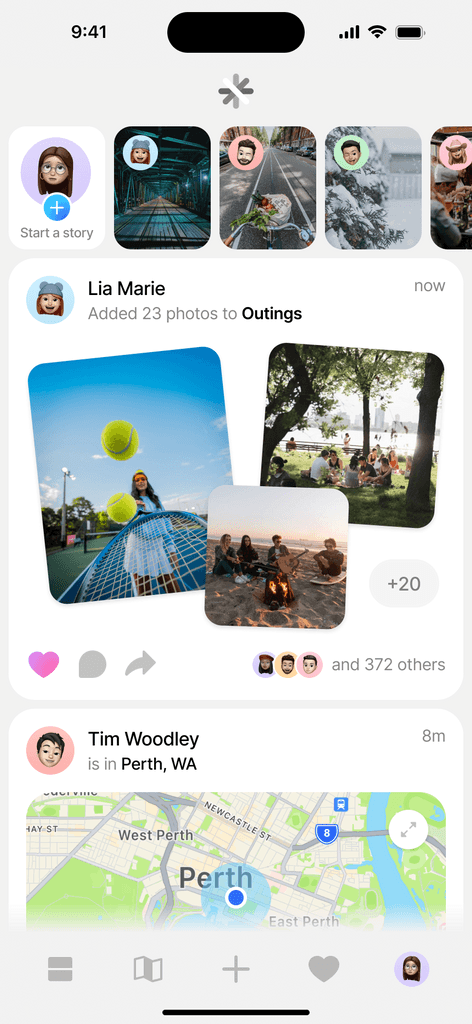 9:41
Start a story
Lia Marie
now
Added 23 photos to Outings
+20
and 372 others
Tim Woodley
8m
is in Perth, WA
HAY ST
NEWCASTLE ST
8
West Perth
Perth
East Perth